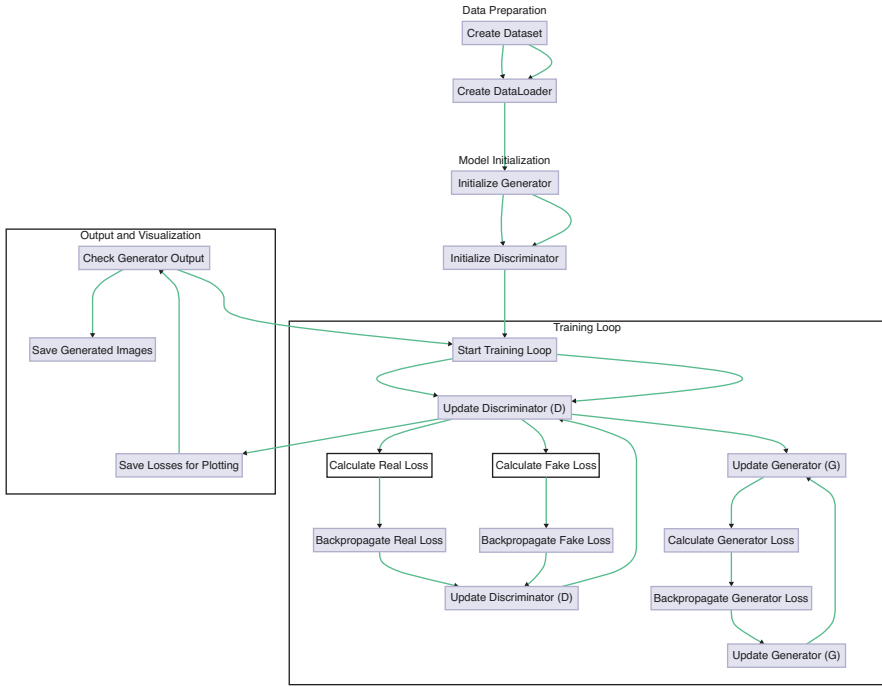 Data Preparation
Create Dataset
Create DataLoader
Model Initialization
Initialize Generator
Initialize Discriminator
Output and Visualization
Check Generator Output
Save Generated Images
Save Losses for Plotting
Training Loop
Start Training Loop
Update Discriminator (D)
Calculate Real Loss
Calculate Fake Loss
Update Generator (G)
Backpropagate Real Loss
Backpropagate Fake Loss
Calculate Generator Loss
Update Discriminator (D)
Backpropagate Generator Loss
Update Generator (G)